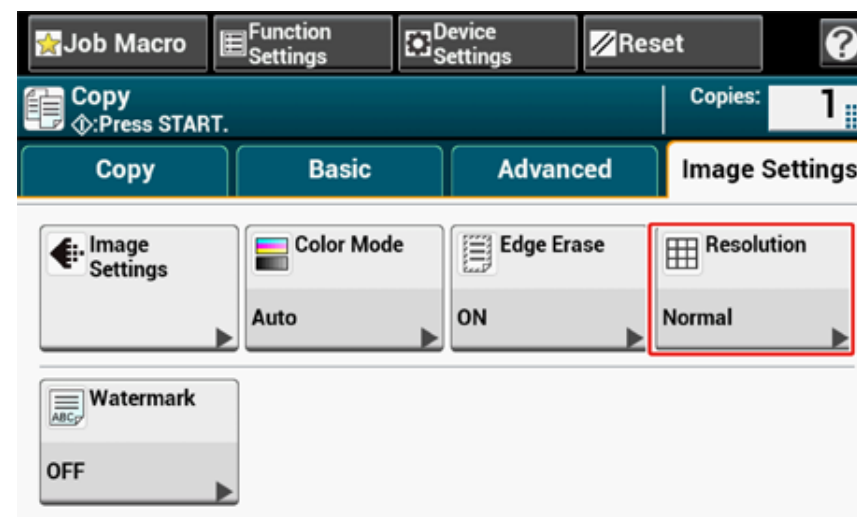 Job Macro
Function
Settings
Device
Settings
Reset
?
Copy
:Press START.
Copies:
1
Copy
Basic
Advanced
Image Settings
Image
Settings
Color Mode
Auto
Edge Erase
ON
Resolution
Normal
ABC
Watermark
OFF